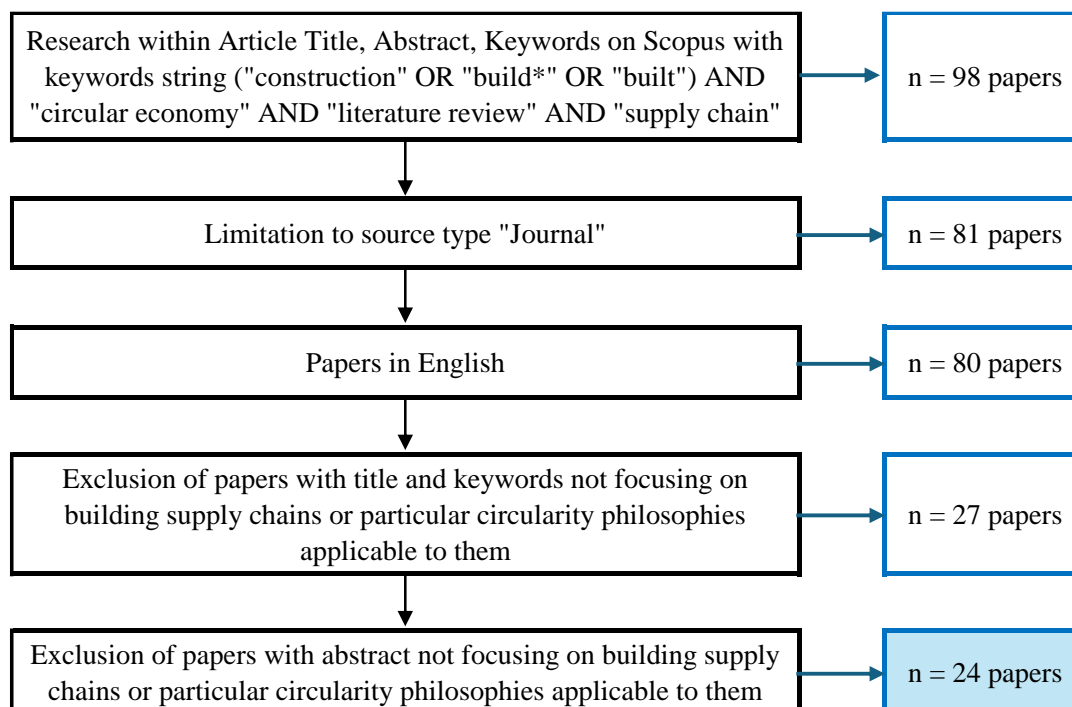 Research within Article Title, Abstract, Keywords on Scopus with
keywords string ("construction" OR "build*" OR "built") AND
"circular economy" AND "literature review" AND "supply chain"
n = 98 papers
Limitation to source type "Journal"
n = 81 papers
Papers in English
n = 80 papers
Exclusion of papers with title and keywords not focusing on
building supply chains or particular circularity philosophies
applicable to them
n = 27 papers
Exclusion of papers with abstract not focusing on building supply
chains or particular circularity philosophies applicable to them
n = 24 papers